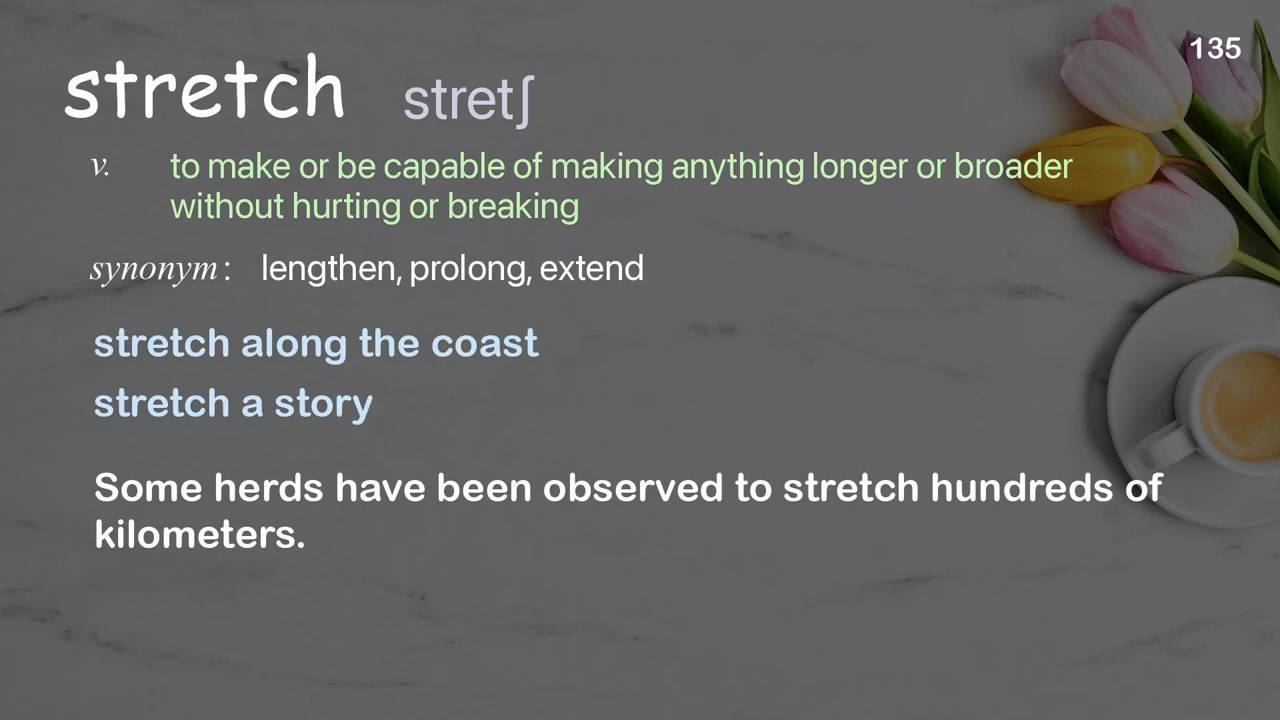 135
stretch stretʃ
v. to make or be capable of making anything longer or broader
without hurting or breaking
synonym: lengthen, prolong, extend
stretch along the coast
stretch a story
Some herds have been observed to stretch hundreds of
kilometers.